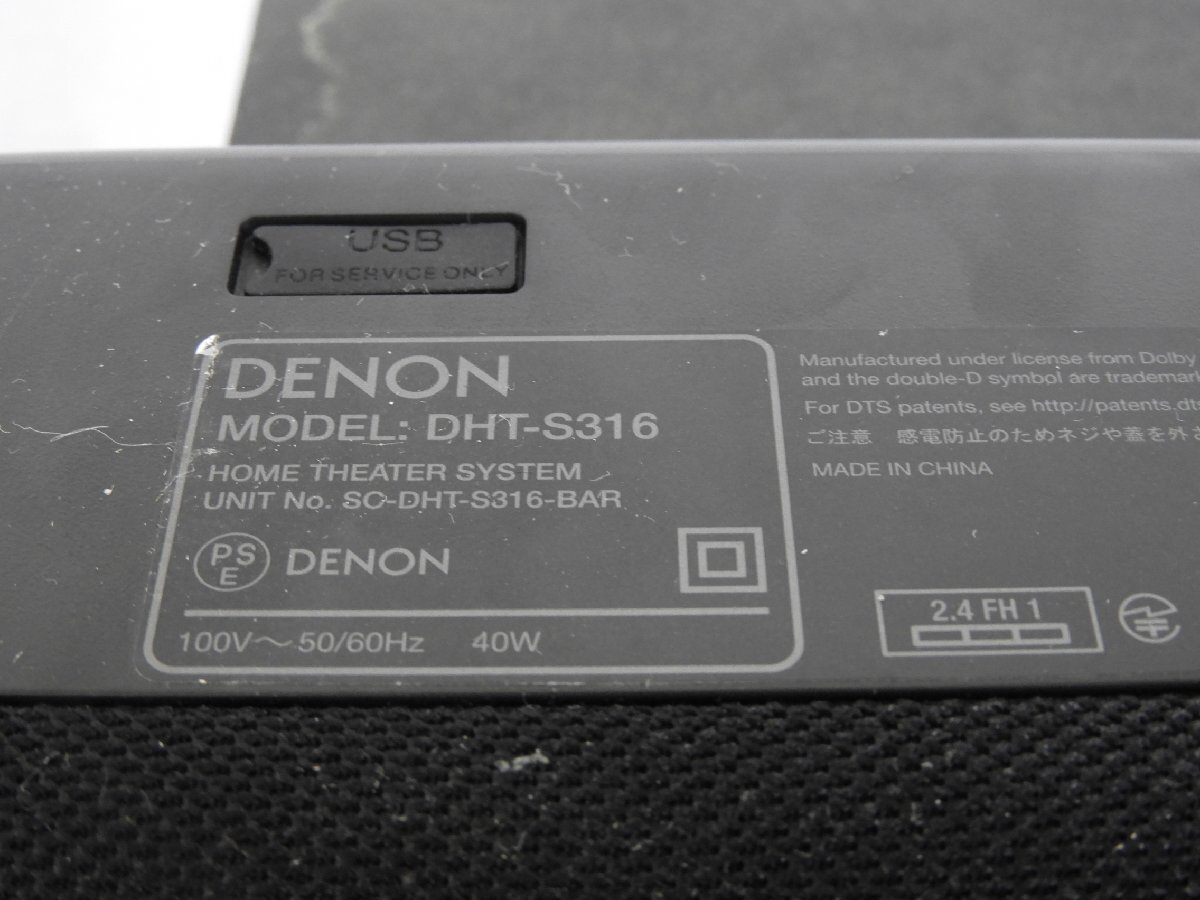 USB
FOR SERVICE ONLY
DENON
MODEL: DHT-S316
HOME THEATER SYSTEM
UNIT No. SC-DHT-S316-BAR
PS
E
DENON
100V～50/60Hz 40W
Manufactured under license from Dolby
and the double-D symbol are trademark
For DTS patents, see http://patents.dts
ご注意 感電防止のためネジや蓋を外さ
MADE IN CHINA
2.4 FH 1